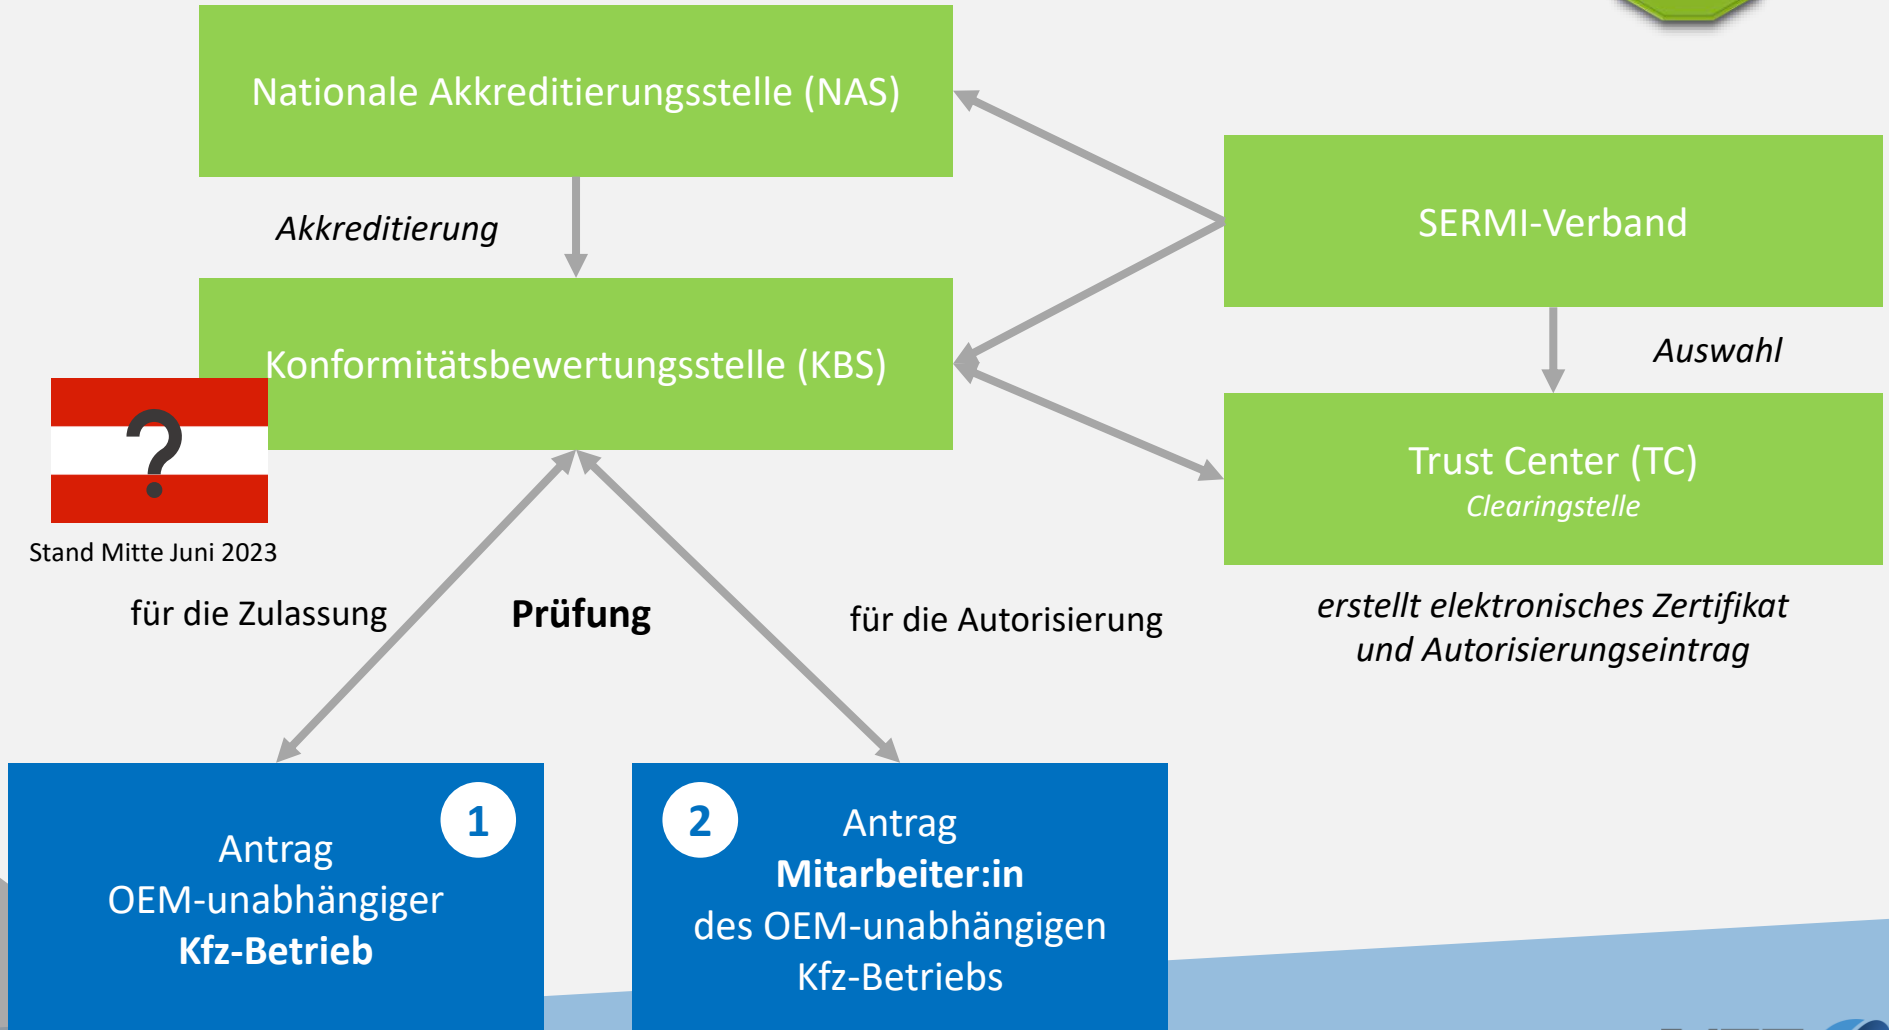 Nationale Akkreditierungsstelle (NAS)
Akkreditierung
SERMI-Verband
Konformitätsbewertungsstelle (KBS)
Auswahl
?
Stand Mitte Juni 2023
Trust Center (TC)
Clearingstelle
für die Zulassung
Prüfung
für die Autorisierung
erstellt elektronisches Zertifikat
und Autorisierungseintrag
1
Antrag
OEM-unabhängiger
Kfz-Betrieb
2
Antrag
Mitarbeiter:in
des OEM-unabhängigen
Kfz-Betriebs